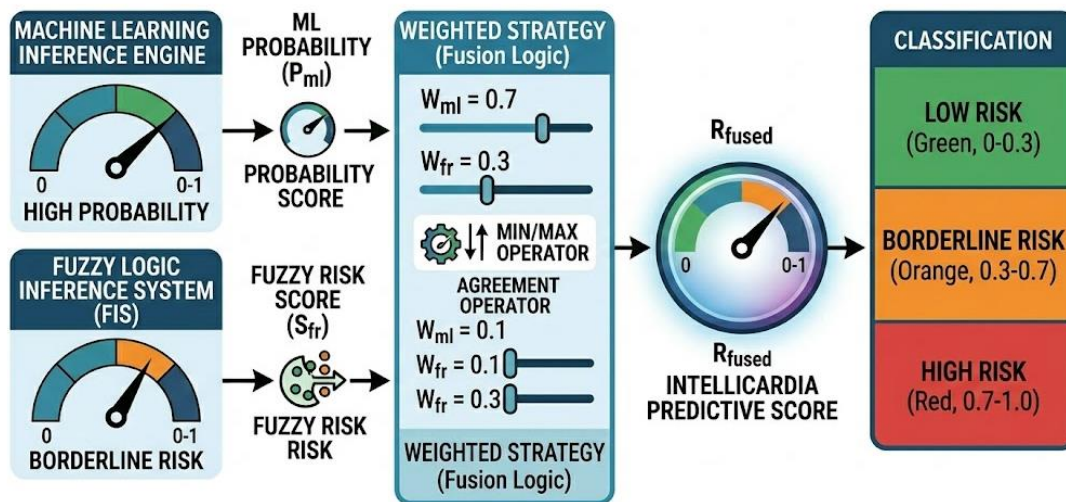 MACHINE LEARNING
INFERENCE ENGINE
0
0-1
HIGH PROBABILITY
FUZZY LOGIC
INFERENCE SYSTEM
(FIS)
0
0-1
BORDERLINE RISK
ML
PROBABILITY
(Pml)
PROBABILITY
SCORE
FUZZY RISK
SCORE
(Sfr)
FUZZY RISK
RISK
WEIGHTED STRATEGY
(Fusion Logic)
Wml = 0.7
Wfr = 0.3
MIN/MAX
OPERATOR
AGREEMENT
OPERATOR
Wml = 0.1
Wfr = 0.1
Wfr = 0.3
WEIGHTED STRATEGY
(Fusion Logic)
Rfused
0
0-1
Rfused
INTELLICARDIA
PREDICTIVE SCORE
CLASSIFICATION
LOW RISK
(Green, 0-0.3)
BORDERLINE RISK
(Orange, 0.3-0.7)
HIGH RISK
(Red, 0.7-1.0)